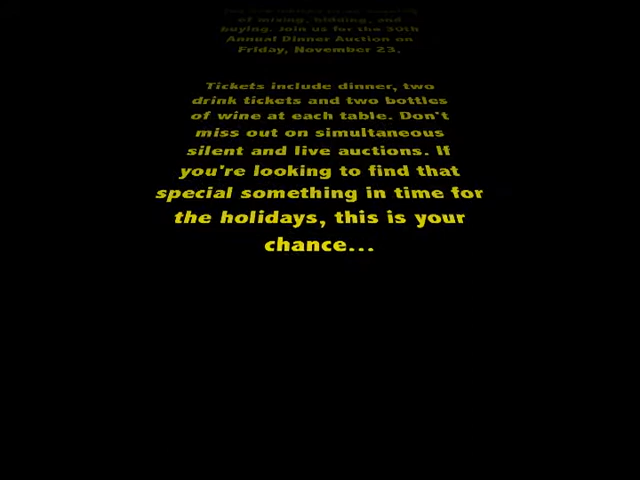 of mixing, bidding, and
buying. Join us for the 30th
Annual Dinner Auction on
Friday, November 23.
Tickets include dinner, two
drink tickets and two bottles
of wine at each table. Don't
miss out on simultaneous
silent and live auctions. If
you're looking to find that
special something in time for
the holidays, this is your
chance...